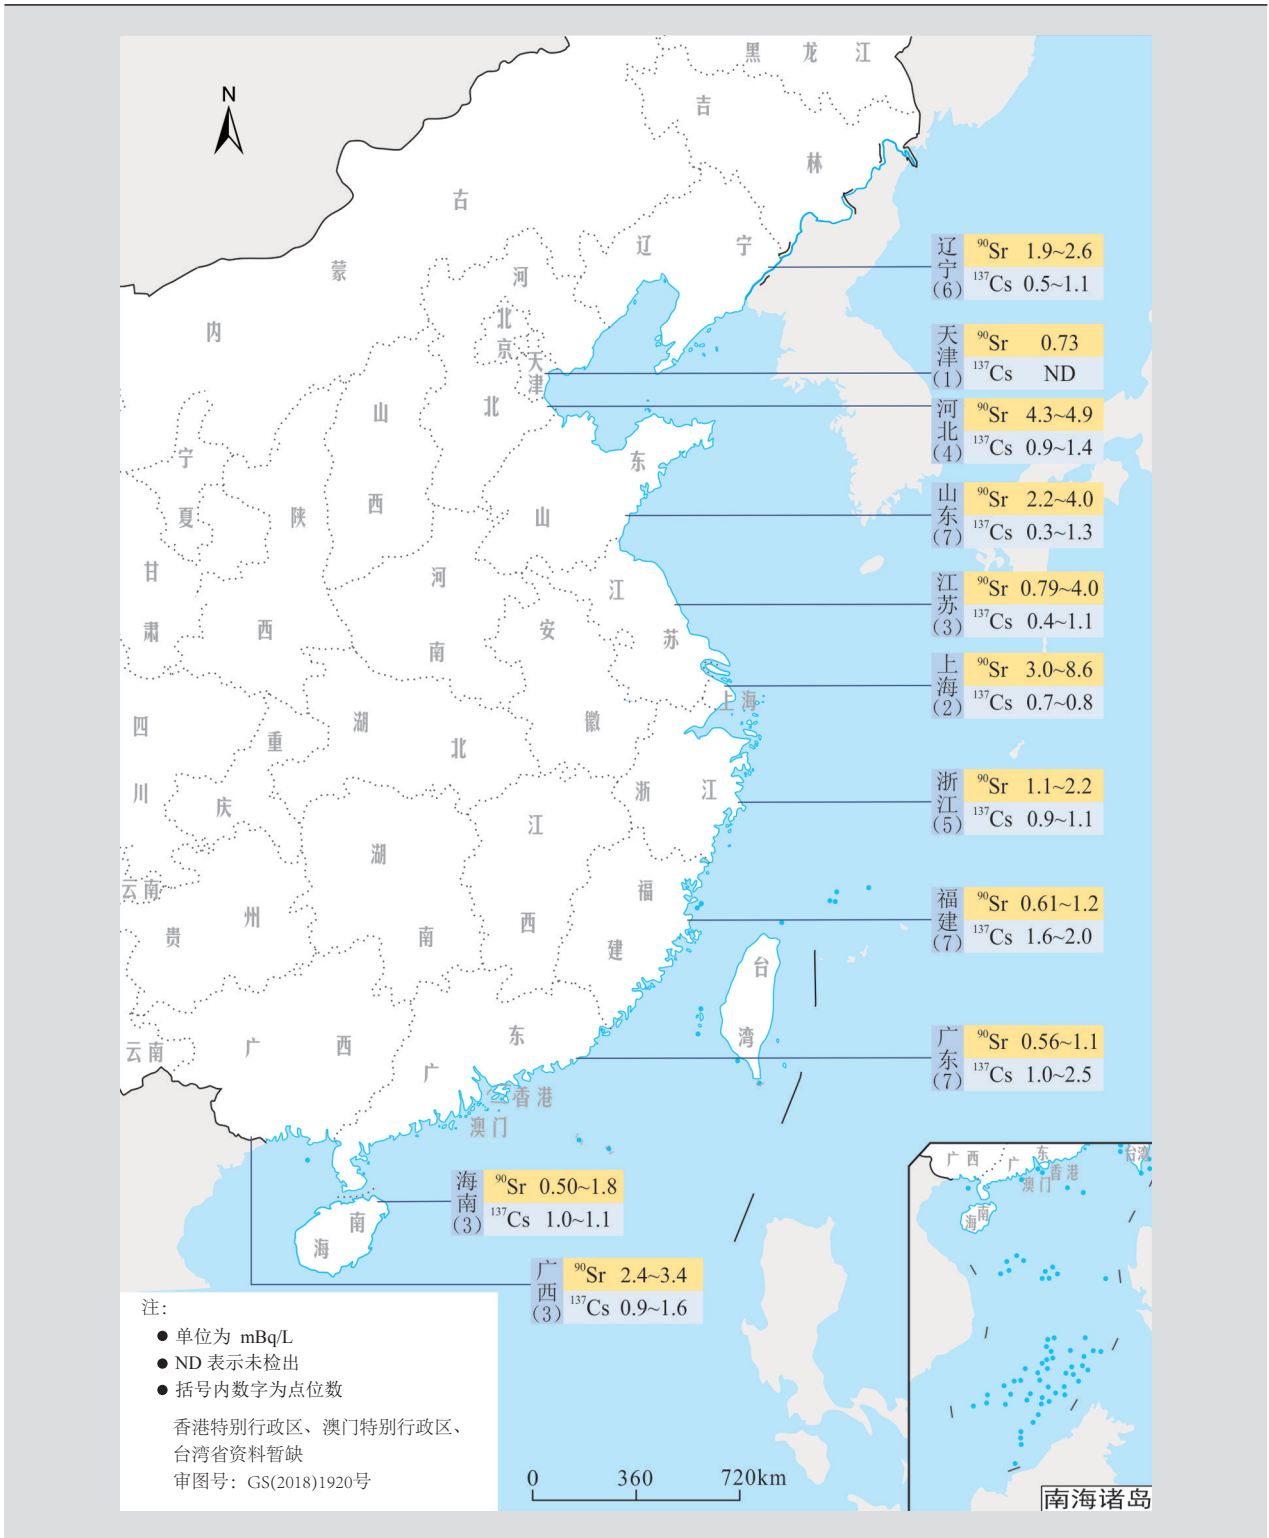 黑 龙 江
N
吉
林
古
辽 宁
蒙
河
内
北
京
天
津
山
北
宁
东
夏
陕
西
山
甘
河
江
肃
西
安
南
苏
上海
四
重
湖
北
徽
川
庆
浙 江
江
湖
云南
福
州
贵
南
西
建
台
湾
云南
广 西
东
广
香港
澳门
南
海
辽宁(6) ⁹⁰Sr 1.9~2.6
¹³⁷Cs 0.5~1.1
天津(1) ⁹⁰Sr 0.73
¹³⁷Cs ND
河北(4) ⁹⁰Sr 4.3~4.9
¹³⁷Cs 0.9~1.4
山东(7) ⁹⁰Sr 2.2~4.0
¹³⁷Cs 0.3~1.3
江苏(3) ⁹⁰Sr 0.79~4.0
¹³⁷Cs 0.4~1.1
上海(2) ⁹⁰Sr 3.0~8.6
¹³⁷Cs 0.7~0.8
浙江(5) ⁹⁰Sr 1.1~2.2
¹³⁷Cs 0.9~1.1
福建(7) ⁹⁰Sr 0.61~1.2
¹³⁷Cs 1.6~2.0
广东(7) ⁹⁰Sr 0.56~1.1
¹³⁷Cs 1.0~2.5
海南(3) ⁹⁰Sr 0.50~1.8
¹³⁷Cs 1.0~1.1
广西(3) ⁹⁰Sr 2.4~3.4
¹³⁷Cs 0.9~1.6
广西
广
东
香港
澳门
台湾
海南
南海诸岛
注：
● 单位为 mBq/L
● ND 表示未检出
● 括号内数字为点位数
香港特别行政区、澳门特别行政区、
台湾省资料暂缺
审图号：GS(2018)1920号
0 360 720km